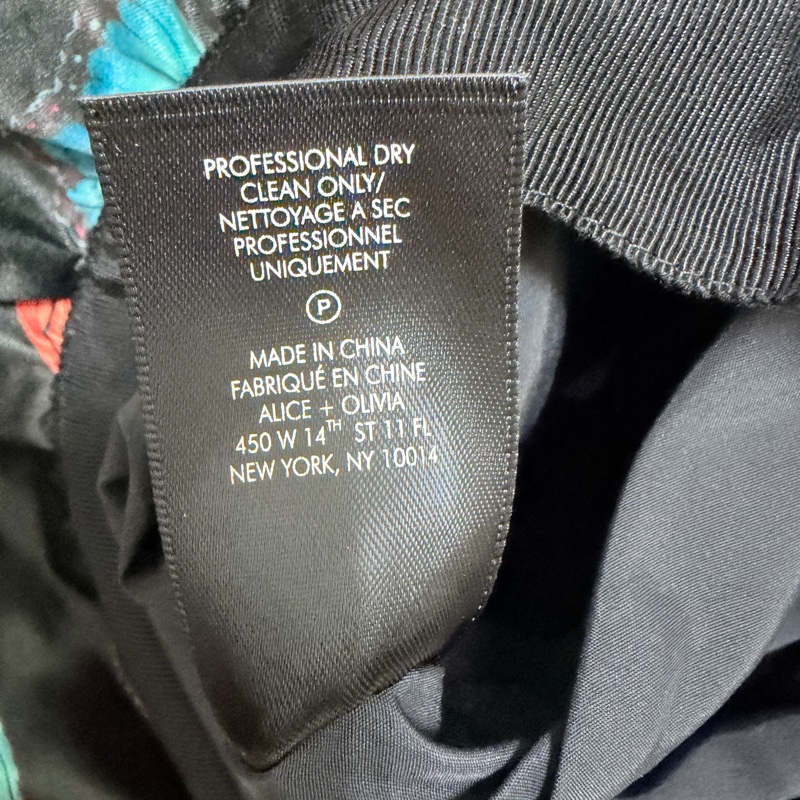 PROFESSIONAL DRY
CLEAN ONLY/
NETTOYAGE A SEC
PROFESSIONNEL
UNIQUEMENT
P
MADE IN CHINA
FABRIQUÉ EN CHINE
ALICE + OLIVIA
450 W 14TH ST 11 FL
NEW YORK, NY 10014